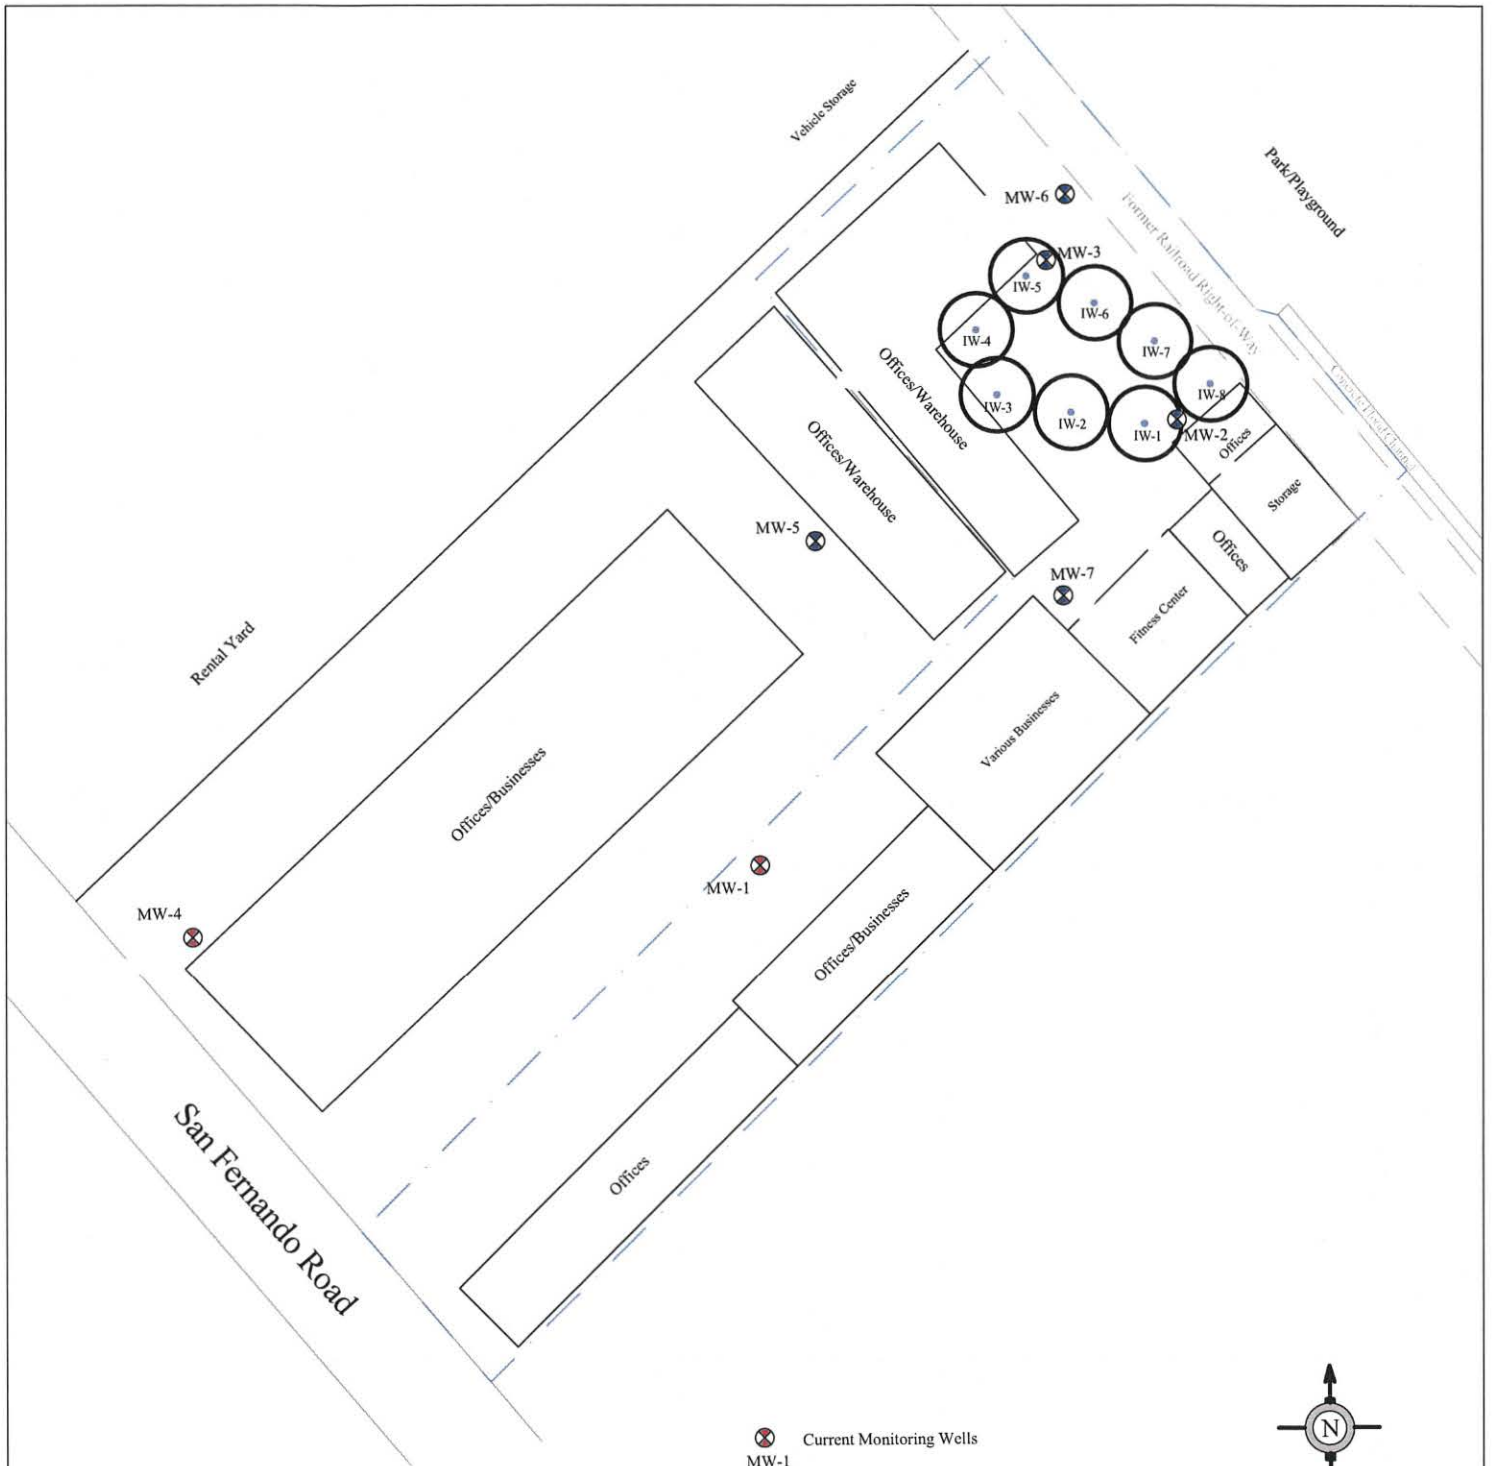 Vehicle Storage
Park/Playground
MW-6
Former Railroad Right-of-Way
MW-3
IW-5
IW-6
IW-4
IW-7
Concrete Flood Channel
IW-8
Offices/Warehouse
IW-3
IW-2
IW-1
MW-2
Offices
Offices/Warehouse
Storage
MW-5
Offices
MW-7
Fitness Center
Rental Yard
Various Businesses
Offices/Businesses
MW-1
MW-4
Offices/Businesses
Offices
San Fernando Road
Current Monitoring Wells
MW-1
N